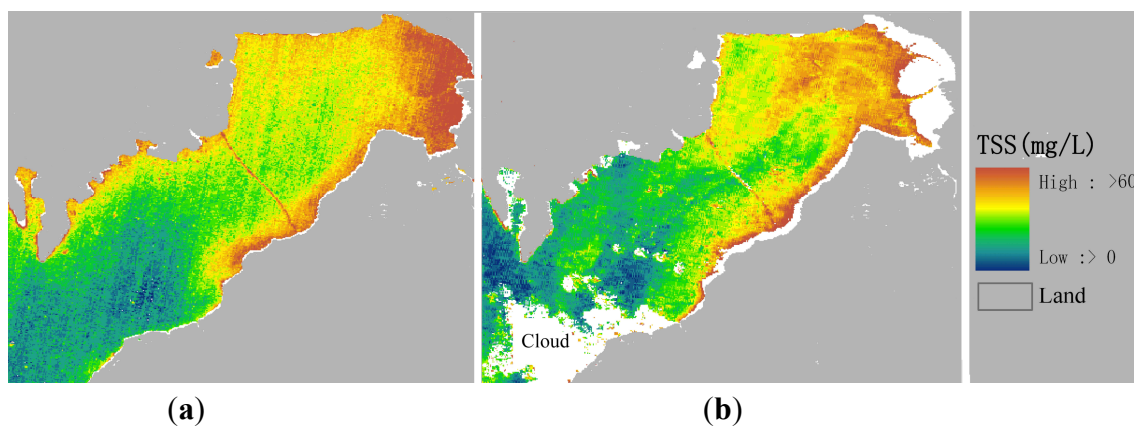 Cloud
TSS(mg/L)
High : >60
Low :> 0
Land
(a)
(b)